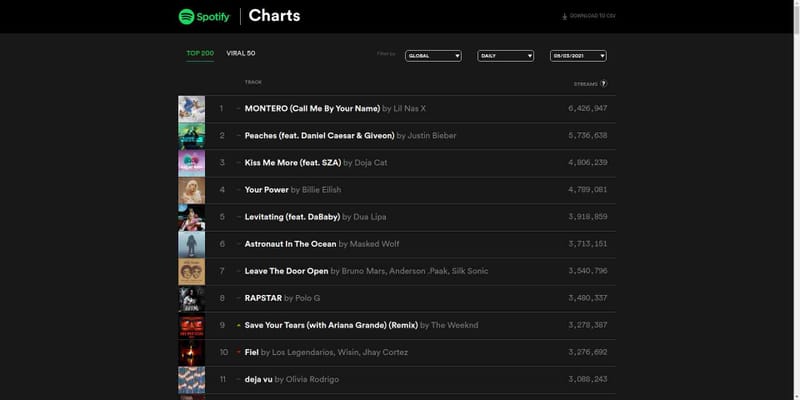 Spotify Charts DOWNLOAD TO CSV
TOP 200 VIRAL 50 Filter by GLOBAL DAILY 05/03/2021
TRACK STREAMS ?
1 MONTERO (Call Me By Your Name) by Lil Nas X 6,426,947
2 Peaches (feat. Daniel Caesar & Giveon) by Justin Bieber 5,736,638
3 Kiss Me More (feat. SZA) by Doja Cat 4,806,239
4 Your Power by Billie Eilish 4,789,081
5 Levitating (feat. DaBaby) by Dua Lipa 3,918,859
6 Astronaut In The Ocean by Masked Wolf 3,713,151
7 Leave The Door Open by Bruno Mars, Anderson .Paak, Silk Sonic 3,540,796
8 RAPSTAR by Polo G 3,480,337
9 Save Your Tears (with Ariana Grande) (Remix) by The Weeknd 3,278,387
10 Fiel by Los Legendarios, Wisin, Jhay Cortez 3,276,692
11 deja vu by Olivia Rodrigo 3,088,243